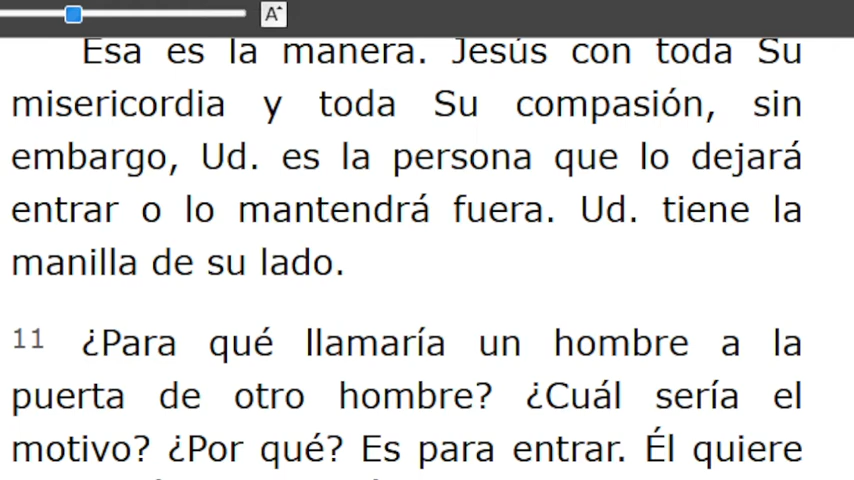 A
Esa es la manera. Jesús con toda Su
misericordia y toda Su compasión, sin
embargo, Ud. es la persona que lo dejará
entrar o lo mantendrá fuera. Ud. tiene la
manilla de su lado.
11 ¿Para qué llamaría un hombre a la
puerta de otro hombre? ¿Cuál sería el
motivo? ¿Por qué? Es para entrar. Él quiere